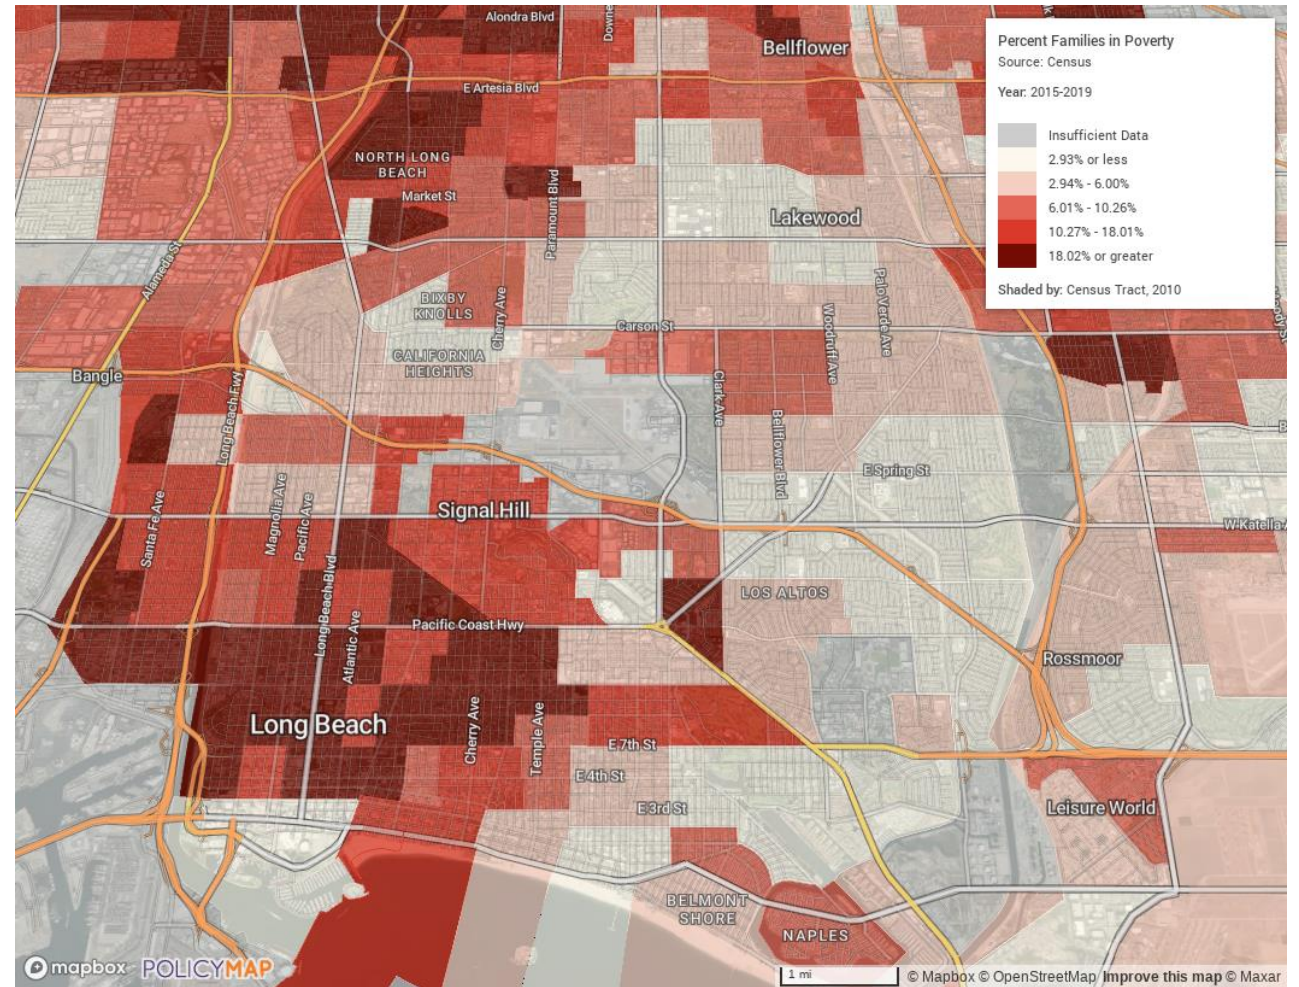 Alondra Blvd
Bellflower
E Artesia Blvd
NORTH LONG
BEACH
Market St
Paramount Blvd
Lakewood
Alameda St
BIXBY
KNOLLS
Cherry Ave
Carson St
Woodruff Ave
Palo Verde Ave
CALIFORNIA
HEIGHTS
Bangle
Long Beach Fwy
Clark Ave
Bellflower Blvd
E Spring St
Signal Hill
Santa Fe Ave
Magnolia Ave
Pacific Ave
W Katella A
Long Beach Blvd
LOS ALTOS
Atlantic Ave
Pacific Coast Hwy
Rossmoor
Long Beach
Cherry Ave
Temple Ave
E 7th St
E 4th St
E 3rd St
Leisure World
BELMONT
SHORE
NAPLES
Percent Families in Poverty
Source: Census
Year: 2015-2019
Insufficient Data
2.93% or less
2.94% - 6.00%
6.01% - 10.26%
10.27% - 18.01%
18.02% or greater
Shaded by: Census Tract, 2010
mapbox POLICYMAP
1 mi
© Mapbox © OpenStreetMap Improve this map © Maxar